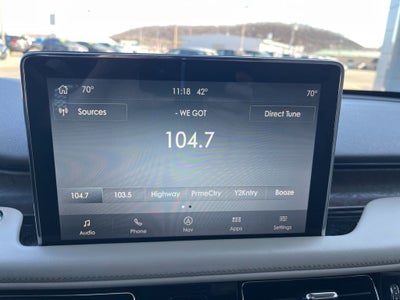 70° 11:18 42° 70°
Sources - WE GOT Direct Tune
104.7
104.7 103.5 Highway PrmeCtry Y2Kntry Booze
Audio Phone Nav Apps Settings